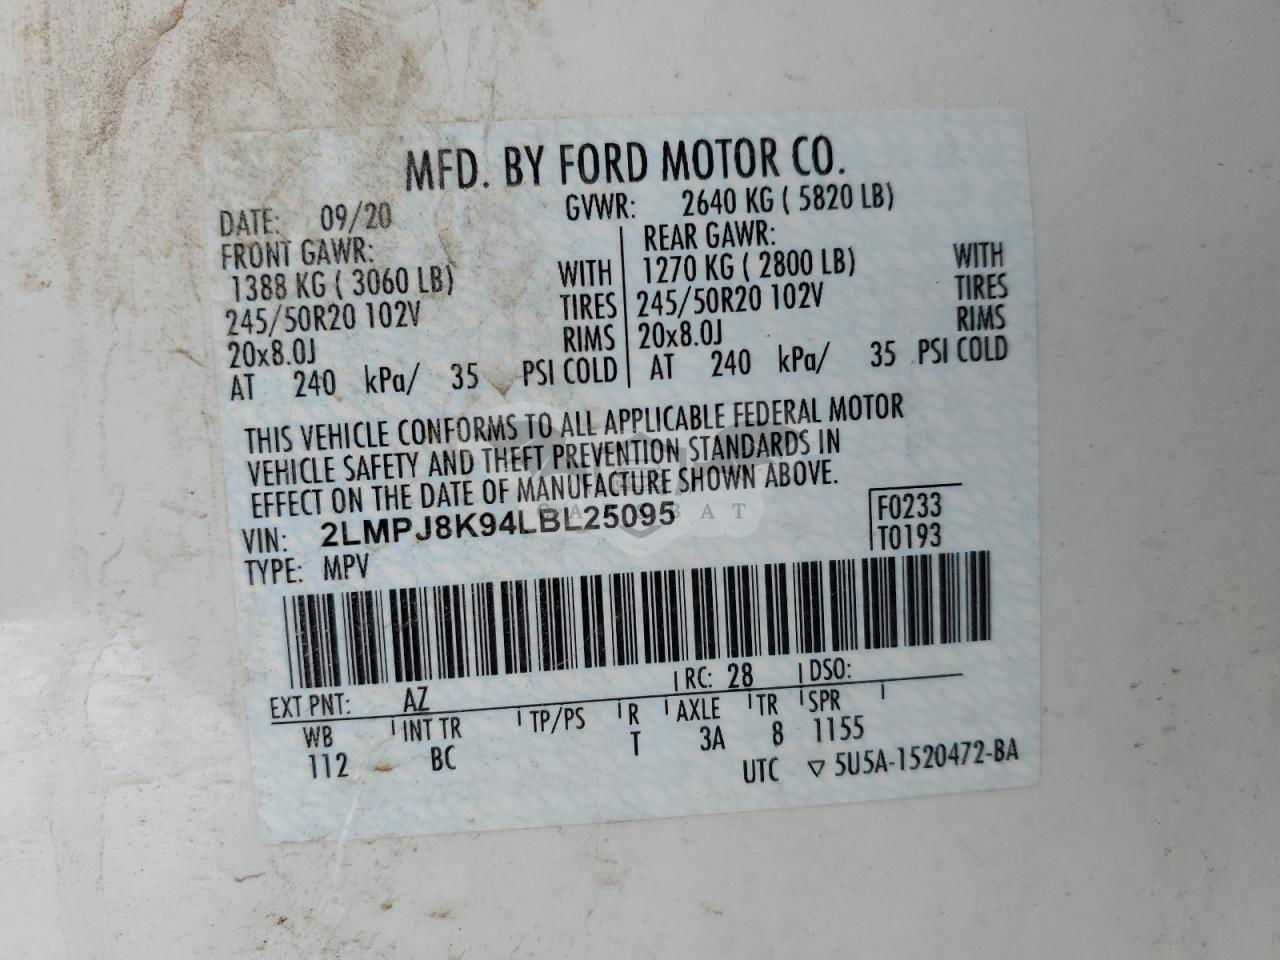 MFD. BY FORD MOTOR CO.
DATE: 09/20 GVWR: 2640 KG ( 5820 LB)
FRONT GAWR: REAR GAWR:
1388 KG ( 3060 LB) WITH 1270 KG ( 2800 LB) WITH
245/50R20 102V TIRES 245/50R20 102V TIRES
20x8.0J RIMS 20x8.0J RIMS
AT 240 kPa/ 35 PSI COLD AT 240 kPa/ 35 PSI COLD
THIS VEHICLE CONFORMS TO ALL APPLICABLE FEDERAL MOTOR
VEHICLE SAFETY AND THEFT PREVENTION STANDARDS IN
EFFECT ON THE DATE OF MANUFACTURE SHOWN ABOVE.
VIN: 2LMPJ8K94LBL25095 F0233
TYPE: MPV T0193
EXT PNT: AZ RC: 28 DSO:
WB INT TR TP/PS R AXLE TR SPR
112 BC T 3A 8 1155
UTC ▽ 5U5A-1520472-BA